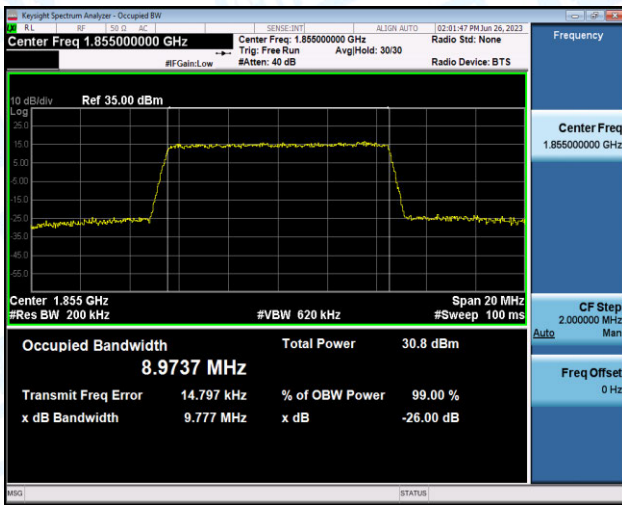 Keysight Spectrum Analyzer - Occupied BW
RL RF 50 Ω AC SENSE:INT ALIGN AUTO 02:01:47 PM Jun 26, 2023
Center Freq 1.855000000 GHz
Center Freq: 1.855000000 GHz
Radio Std: None
Trig: Free Run Avg|Hold: 30/30
#IFGain:Low #Atten: 40 dB Radio Device: BTS
10 dB/div Ref 35.00 dBm
Log
25.0
15.0
5.00
-5.00
-15.0
-25.0
-35.0
-45.0
-55.0
Center 1.855 GHz Span 20 MHz
#Res BW 200 kHz #VBW 620 kHz #Sweep 100 ms
Occupied Bandwidth Total Power 30.8 dBm
8.9737 MHz
Transmit Freq Error 14.797 kHz % of OBW Power 99.00 %
x dB Bandwidth 9.777 MHz x dB -26.00 dB
MSG STATUS
Frequency
Center Freq
1.855000000 GHz
CF Step
2.000000 MHz
Auto Man
Freq Offset
0 Hz